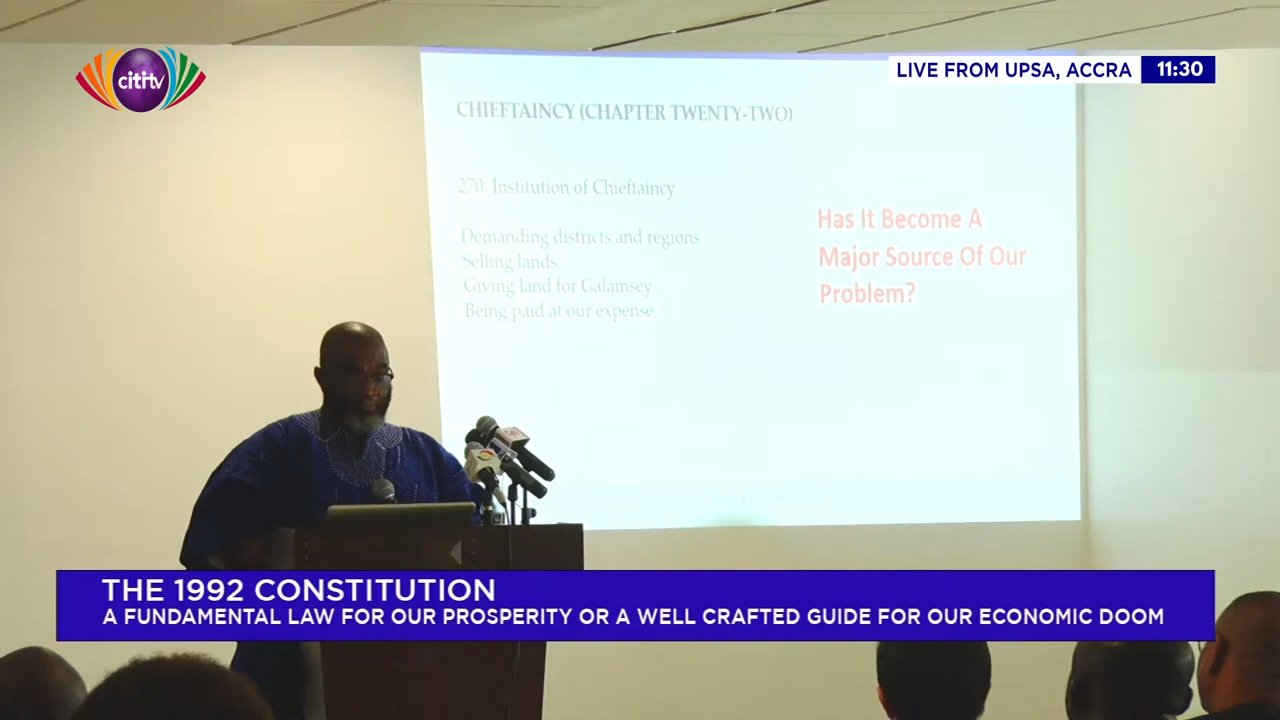 citi tv
LIVE FROM UPSA, ACCRA 11:30
CHIEFTAINCY (CHAPTER TWENTY-TWO)
270. Institution of Chieftaincy
Demanding districts and regions
Selling lands
Giving land for Galamsey
Being paid at our expense
Has It Become A
Major Source Of Our
Problem?
THE 1992 CONSTITUTION
A FUNDAMENTAL LAW FOR OUR PROSPERITY OR A WELL CRAFTED GUIDE FOR OUR ECONOMIC DOOM